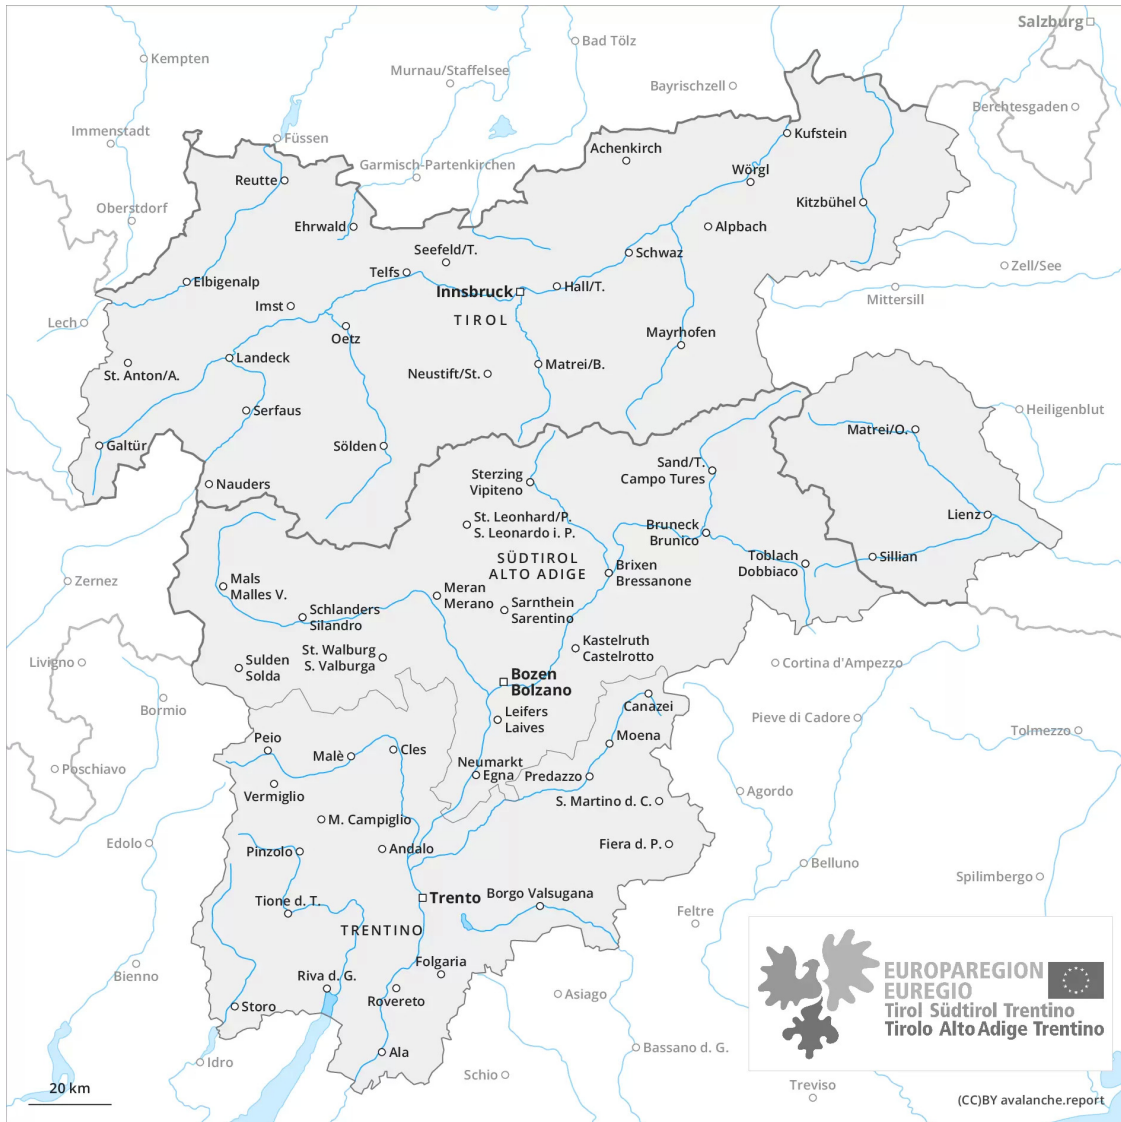 Salzburg
Bad Tölz
Kempten
Murnau/Staffelsee
Bayrischzell
Berchtesgaden
Immenstadt
Füssen
Kufstein
Achenkirch
Garmisch-Partenkirchen
Wörgl
Reutte
Kitzbühel
Oberstdorf
Ehrwald
Alpbach
Seefeld/T.
Schwaz
Zell/See
Telfs
Elbigenalp
Hall/T.
Innsbruck
Mittersill
Imst
TIROL
Lech
Oetz
Mayrhofen
Landeck
Matrei/B.
St. Anton/A.
Neustift/St.
Serfaus
Heiligenblut
Matrei/O.
Galtür
Sölden
Sand/T.
Campo Tures
Sterzing
Vipiteno
Nauders
St. Leonhard/P.
S. Leonardo i. P.
Lienz
Bruneck
Brunico
SÜDTIROL
ALTO ADIGE
Toblach
Dobbiaco
Sillian
Brixen
Bressanone
Zernez
Mals
Malles V.
Meran
Merano
Sarnthein
Sarentino
Schlanders
Silandro
Kastelruth
Castelrotto
St. Walburg
S. Valburga
Livigno
Sulden
Solda
Cortina d'Ampezzo
Bozen
Bolzano
Bormio
Canazei
Leifers
Laives
Pieve di Cadore
Tolmezzo
Peio
Moena
Malè
Cles
Neumarkt
Egna
Predazzo
Poschiavo
Vermiglio
Agordo
S. Martino d. C.
M. Campiglio
Edolo
Fiera d. P.
Pinzolo
Andalo
Belluno
Spilimbergo
Trento
Borgo Valsugana
Tione d. T.
Feltre
TRENTINO
Folgaria
Bienno
Riva d. G.
Rovereto
Asiago
Storo
EUROPAREGION
EUREGIO
Tirol Südtirol Trentino
Tirolo Alto Adige Trentino
Ala
Bassano d. G.
Idro
Schio
Treviso
20 km
(CC)BY avalanche.report